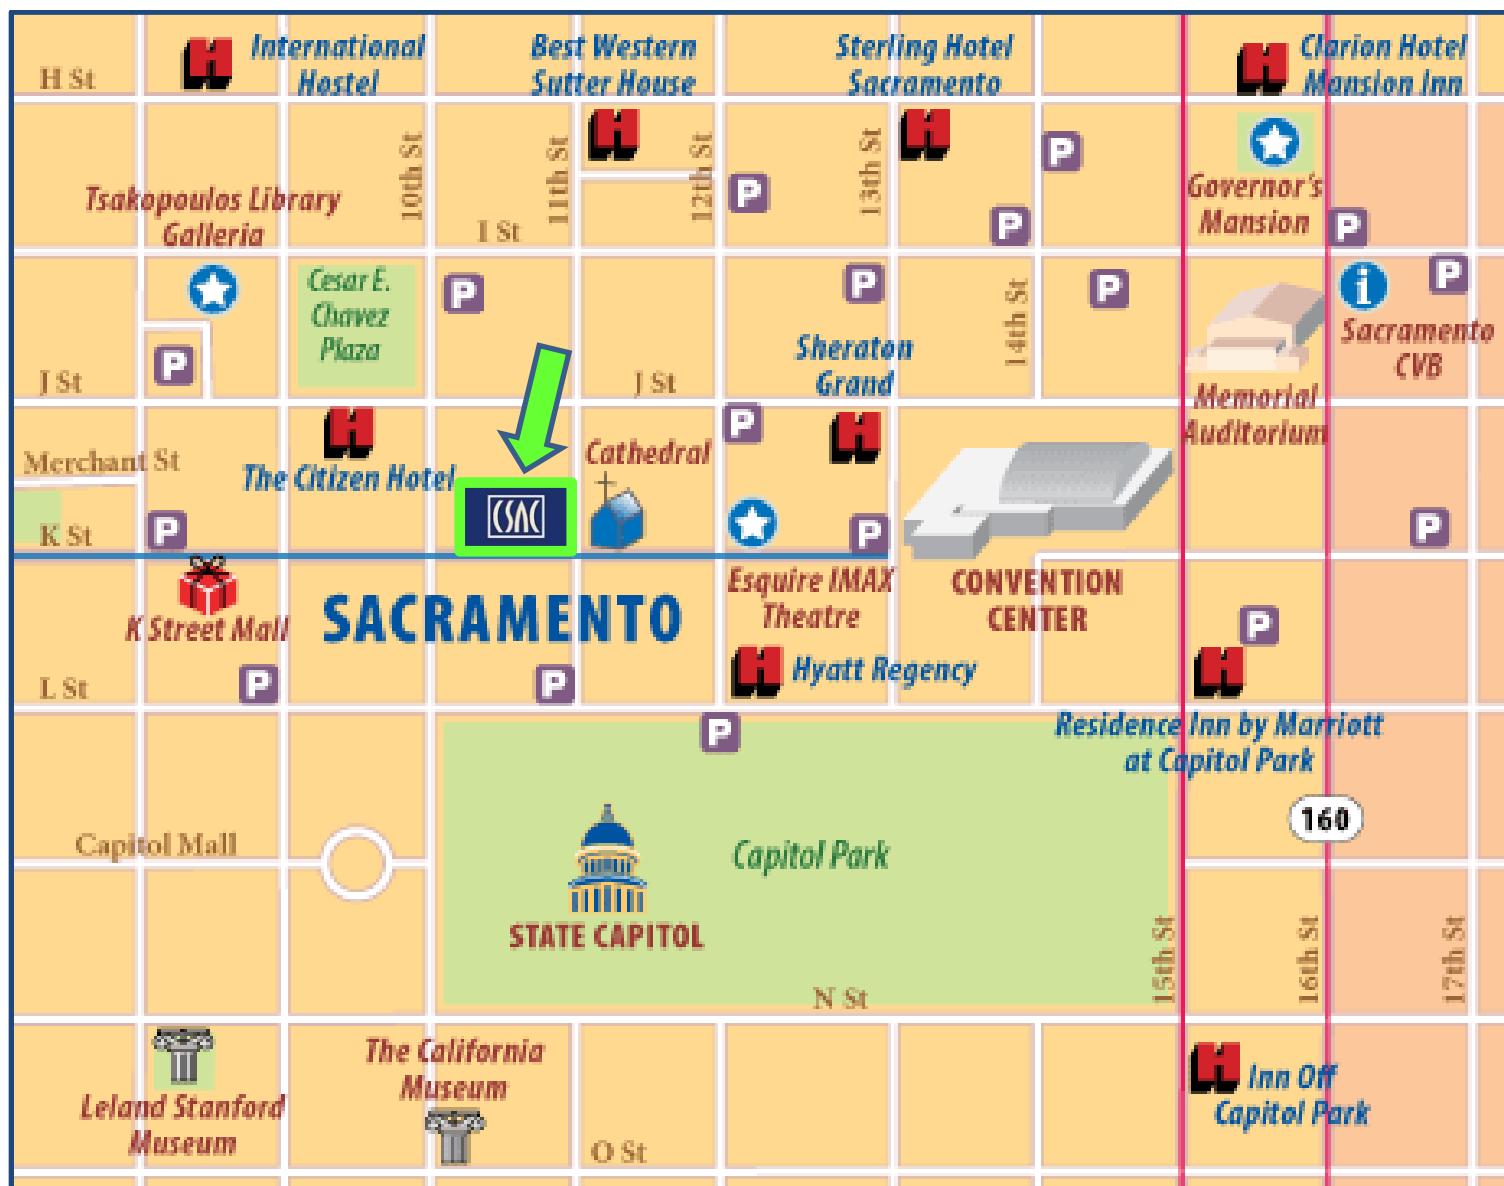 International
Hostel
Best Western
Sutter House
Sterling Hotel
Sacramento
Clarion Hotel
Mansion Inn
H St
H
H
H
H
10th St
11th St
12th St
13th St
P
P
P
P
Tsakopoulos Library
Galleria
I St
Governor's
Mansion
Cesar E.
Chavez
Plaza
P
P
P
P
14th St
i
Sacramento
CVB
Sheraton
Grand
P
J St
J St
Memorial
Auditorium
H
P
H
Merchant St
The Citizen Hotel
Cathedral
CSAC
K St
P
P
P
Esquire IMAX
Theatre
CONVENTION
CENTER
K Street Mall
SACRAMENTO
P
L St
P
P
H
Hyatt Regency
H
P
Residence Inn by Marriott
at Capitol Park
160
Capitol Mall
Capitol Park
STATE CAPITOL
15th St
16th St
17th St
N St
The California
Museum
Leland Stanford
Museum
H
Inn Off
Capitol Park
O St